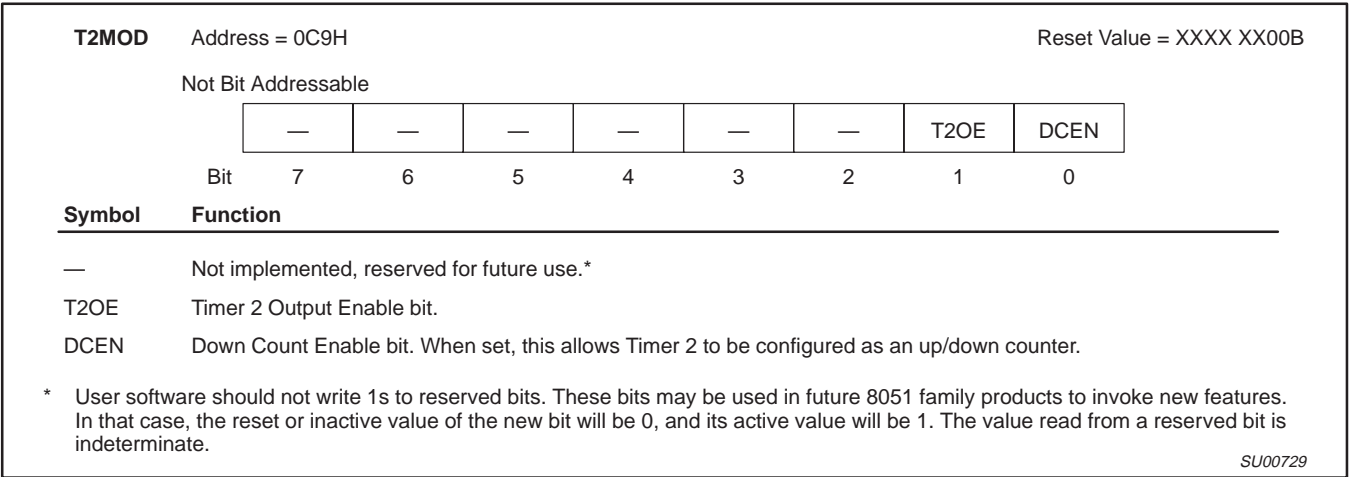 T2MOD Address = 0C9H Reset Value = XXXX XX00B
Not Bit Addressable
— — — — — — T2OE DCEN
Bit 7 6 5 4 3 2 1 0
Symbol Function
— Not implemented, reserved for future use.*
T2OE Timer 2 Output Enable bit.
DCEN Down Count Enable bit. When set, this allows Timer 2 to be configured as an up/down counter.
* User software should not write 1s to reserved bits. These bits may be used in future 8051 family products to invoke new features.
In that case, the reset or inactive value of the new bit will be 0, and its active value will be 1. The value read from a reserved bit is
indeterminate.
SU00729